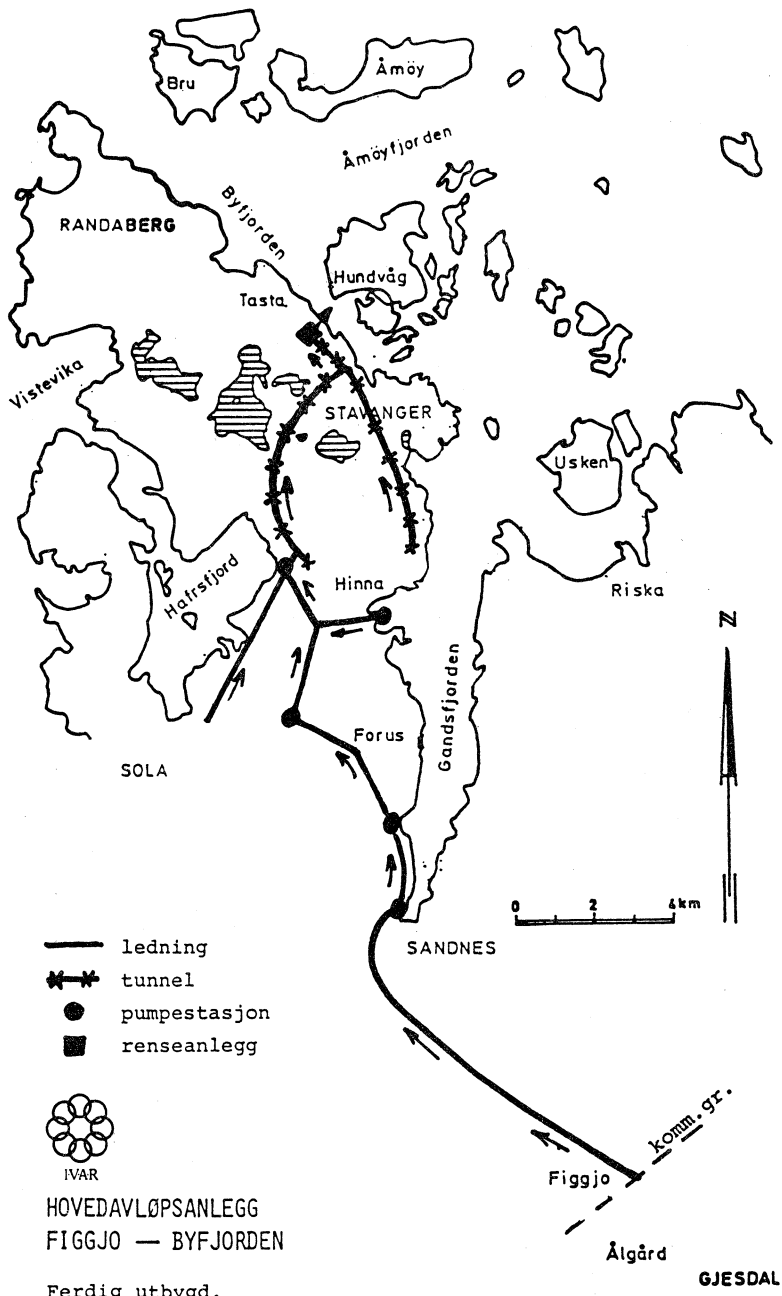 Bru
Åmöy
Åmöyfjorden
Byfjorden
RANDABERG
Hundvåg
Tasta
Vistevika
STAVANGER
Usken
Hafrsfjord
Hinna
Riska
N
Gandsfjorden
Forus
SOLA
0 2 4km
SANDNES
ledning
tunnel
pumpestasjon
renseanlegg
komm.gr.
IVAR
Figgjo
HOVEDAVLØPSANLEGG
FIGGJO — BYFJORDEN
Ålgård
GJESDAL
Ferdig utbygd.